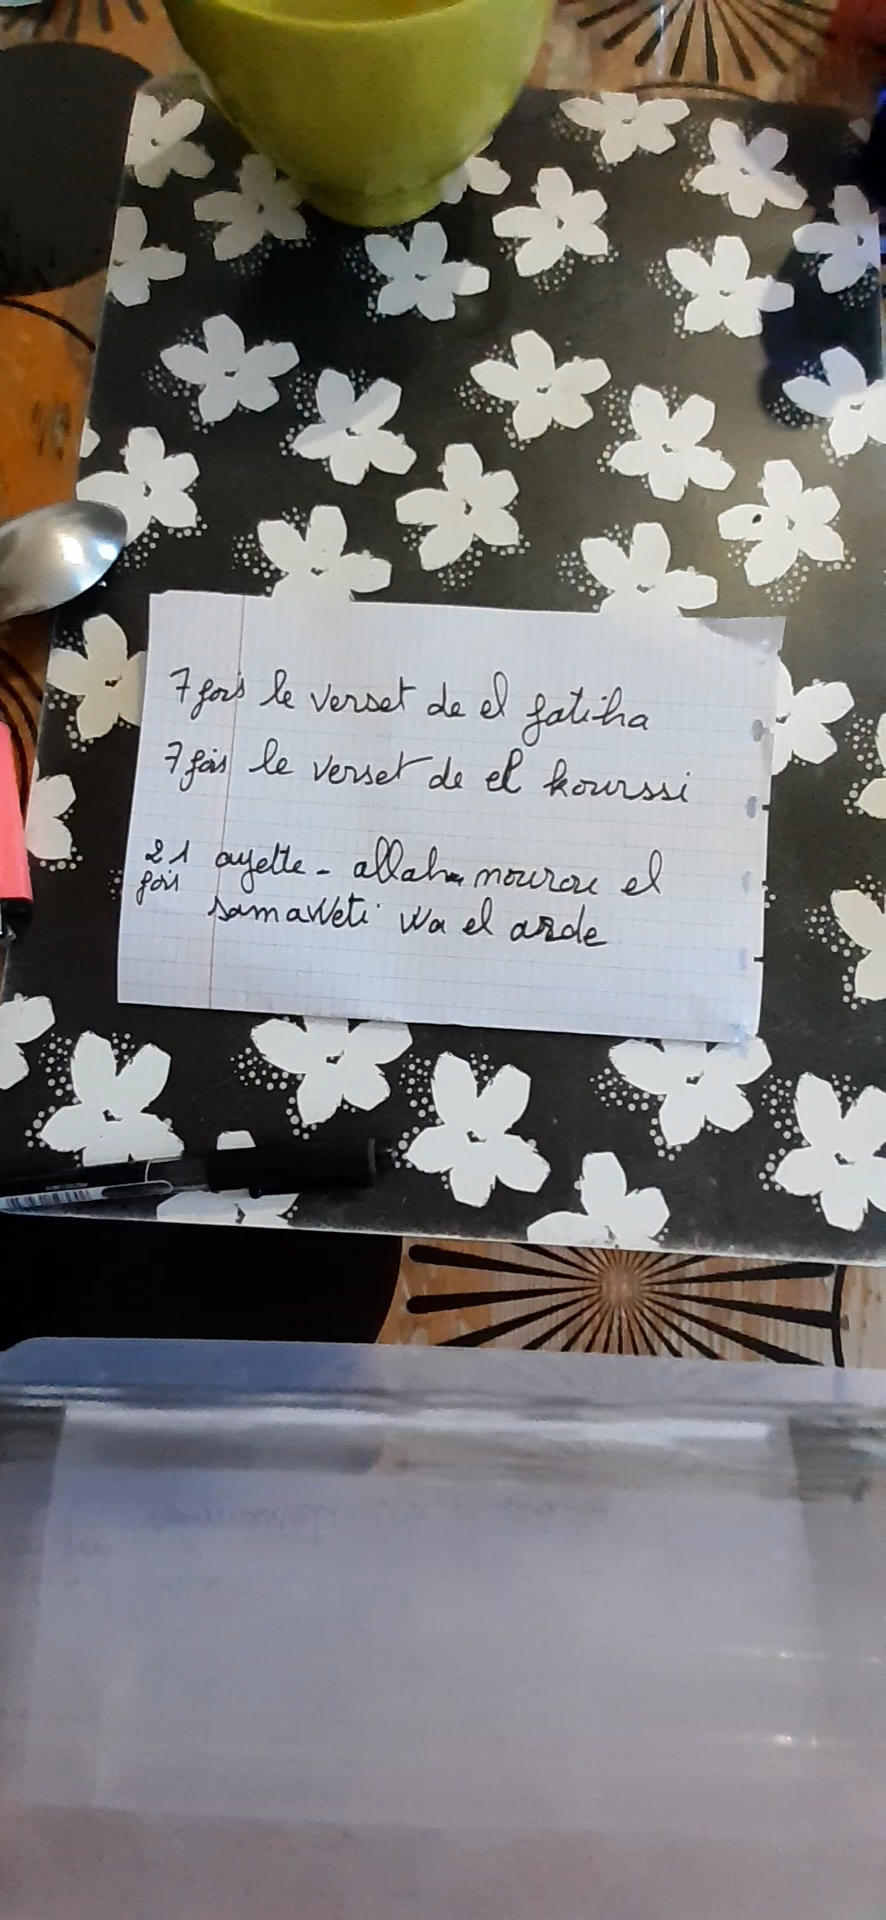 7 fois le verset de el fatiha
7 fois le verset de el kourssi
21 ayette - allah nourou el
fois
samaweti wa el arde